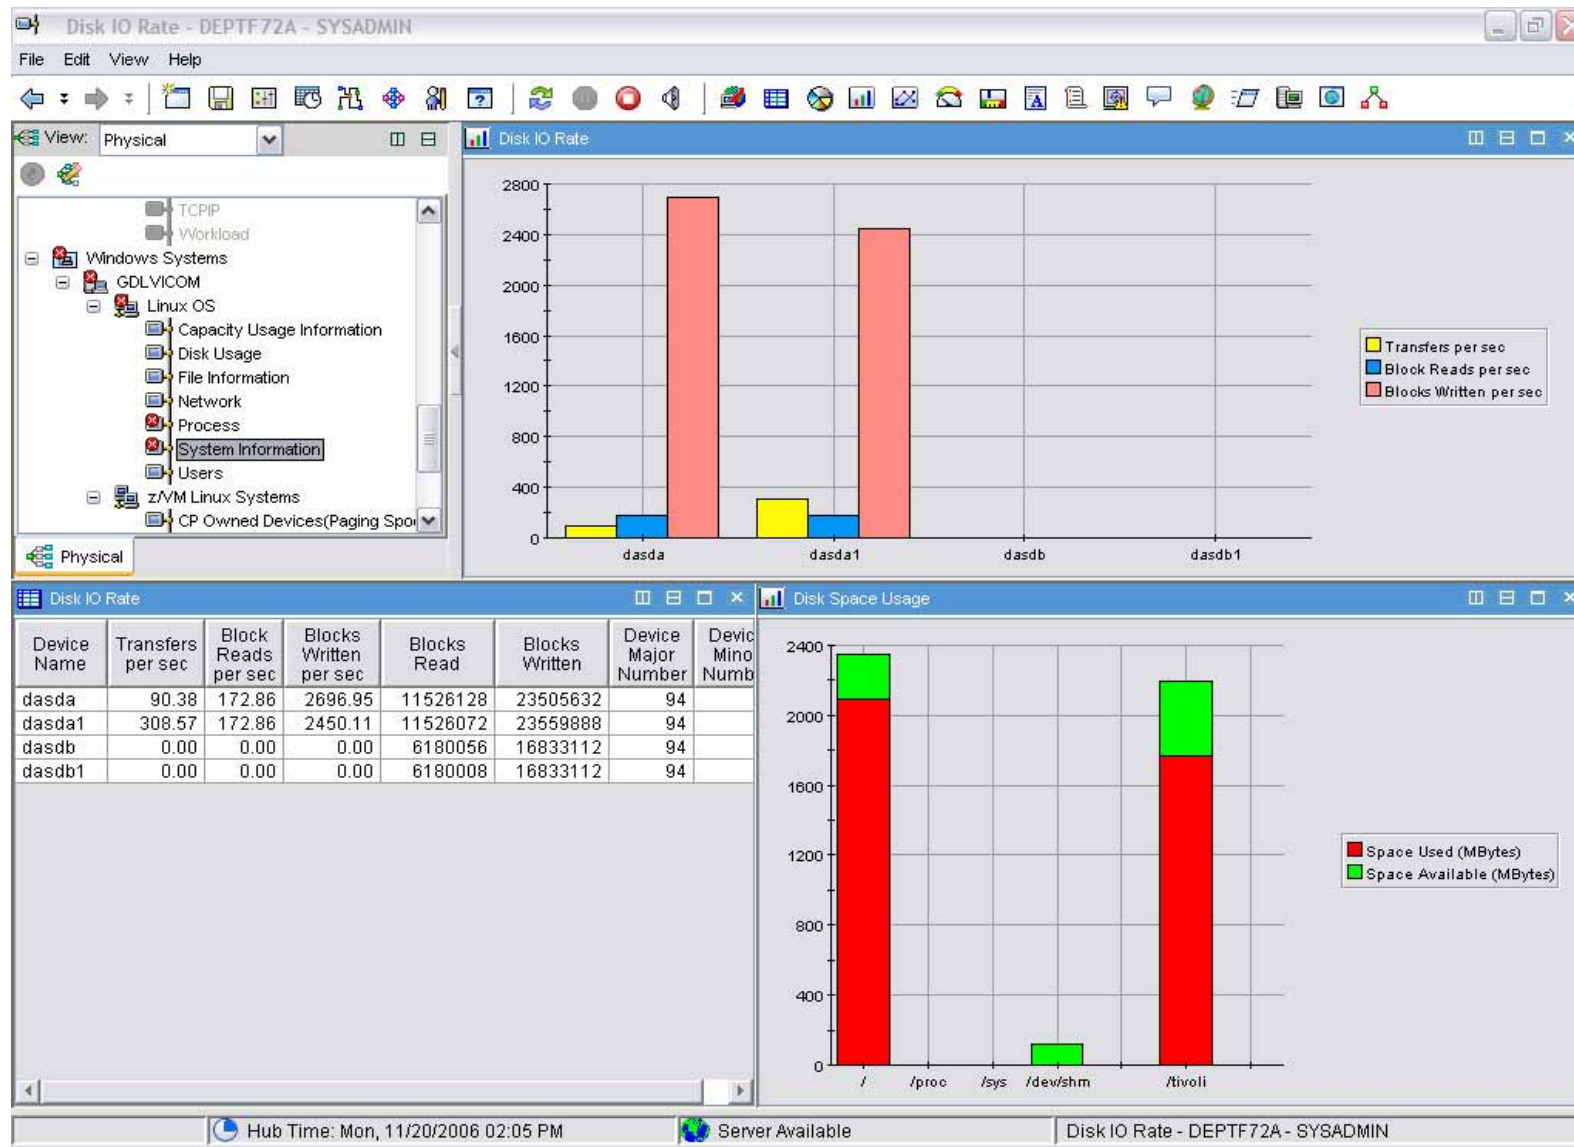 Disk IO Rate - DEPTF72A - SYSADMIN
File Edit View Help
View: Physical
TCPIP
Workload
Windows Systems
GDLVICOM
Linux OS
Capacity Usage Information
Disk Usage
File Information
Network
Process
System Information
Users
z/VM Linux Systems
CP Owned Devices(Paging Spo
Physical
Disk IO Rate
2800
2400
2000
1600
1200
800
400
0
dasda dasda1 dasdb dasdb1
Transfers per sec
Block Reads per sec
Blocks Written per sec
Disk IO Rate
Device Name Transfers per sec Block Reads per sec Blocks Written per sec Blocks Read Blocks Written Device Major Number Devic Mino Numb
dasda 90.38 172.86 2696.95 11526128 23505632 94
dasda1 308.57 172.86 2450.11 11526072 23559888 94
dasdb 0.00 0.00 0.00 6180056 16833112 94
dasdb1 0.00 0.00 0.00 6180008 16833112 94
Disk Space Usage
2400
2000
1600
1200
800
400
0
/ /proc /sys /dev/shm /tivoli
Space Used (MBytes)
Space Available (MBytes)
Hub Time: Mon, 11/20/2006 02:05 PM
Server Available
Disk IO Rate - DEPTF72A - SYSADMIN